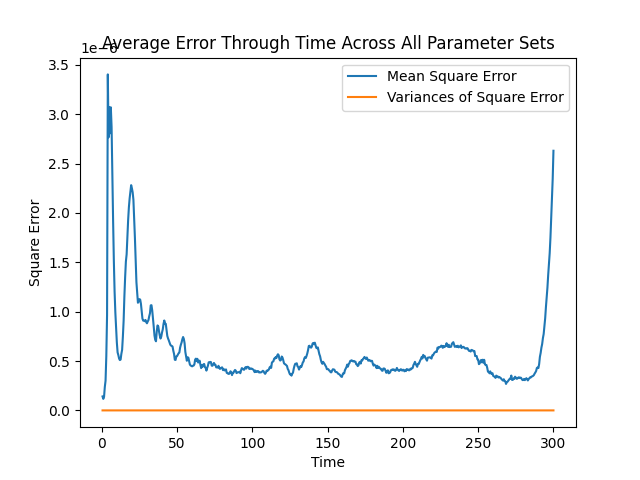 Average Error Through Time Across All Parameter Sets
3.5
3.0
2.5
2.0
1.5
1.0
0.5
0.0
Square Error
Mean Square Error
Variances of Square Error
0 50 100 150 200 250 300
Time